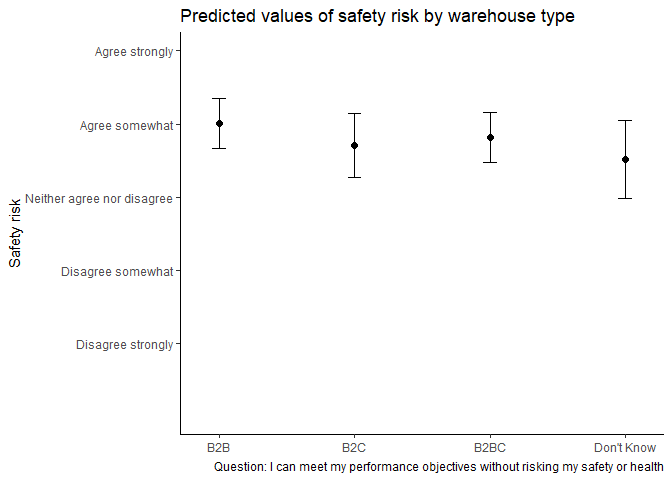 Predicted values of safety risk by warehouse type
Safety risk
Agree strongly
Agree somewhat
Neither agree nor disagree
Disagree somewhat
Disagree strongly
B2B
B2C
B2BC
Don't Know
Question: I can meet my performance objectives without risking my safety or health